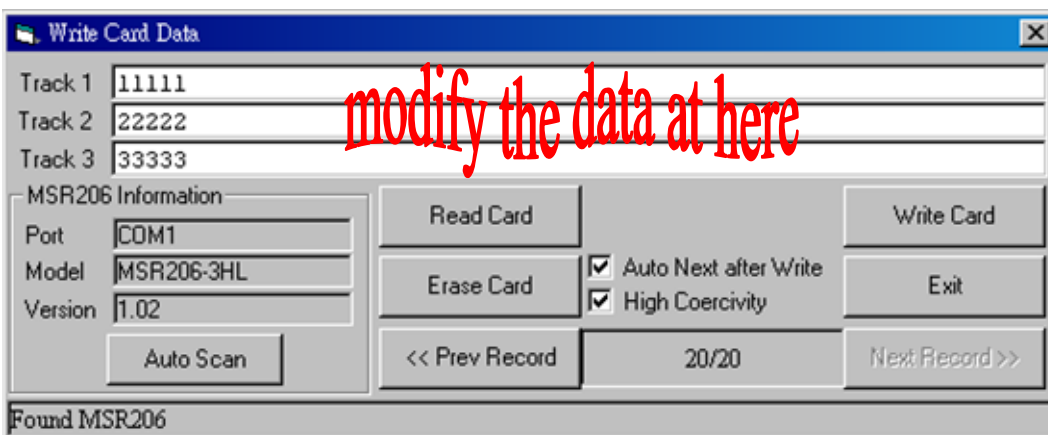 Write Card Data
Track 1 11111
Track 2 22222
Track 3 33333
modify the data at here
MSR206 Information
Port COM1
Model MSR206-3HL
Version 1.02
Auto Scan
Read Card
Write Card
Erase Card
Auto Next after Write
High Coercivity
Exit
<< Prev Record
20/20
Next Record >>
Found MSR206